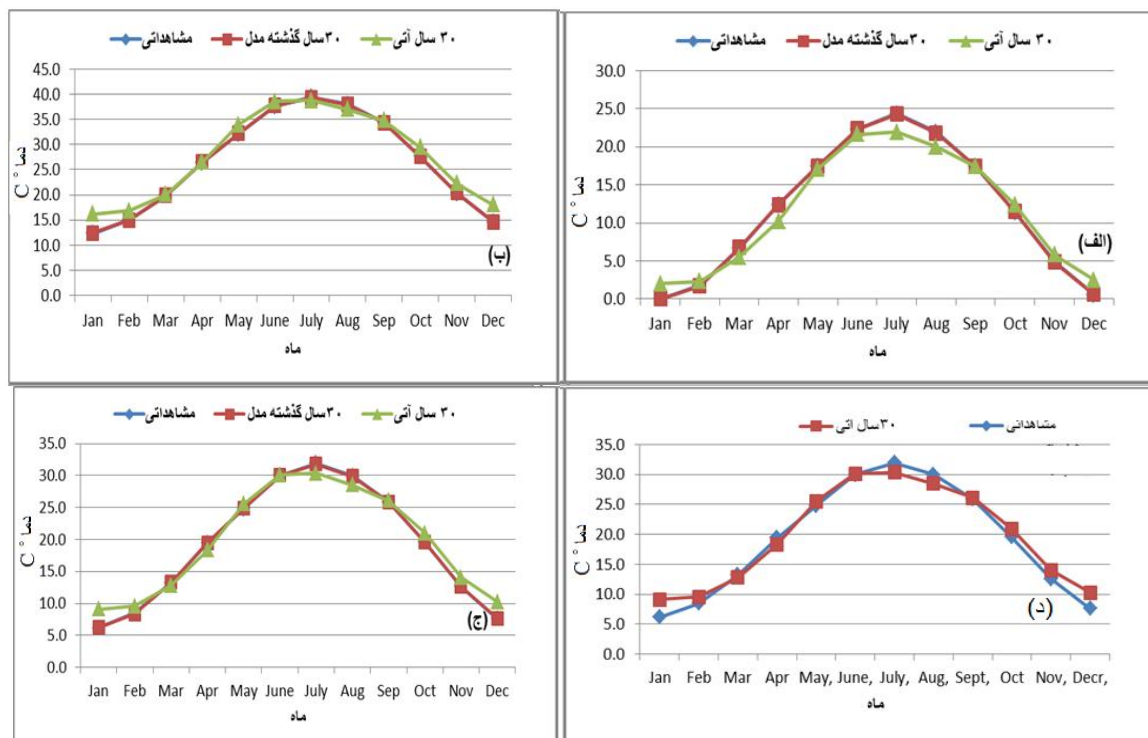 ۳۰ سال آتی ۳۰سال گذشته مدل مشاهداتی
30.0
25.0
20.0
15.0
10.0
5.0
0.0
دما ° C
(الف)
Jan Feb Mar Apr May June July Aug Sep Oct Nov Dec
ماه
۳۰ سال آتی ۳۰سال گذشته مدل مشاهداتی
45.0
40.0
35.0
30.0
25.0
20.0
15.0
10.0
5.0
0.0
دما ° C
(ب)
Jan Feb Mar Apr May June July Aug Sep Oct Nov Dec
ماه
۳۰ سال آتی ۳۰سال گذشته مدل مشاهداتی
35.0
30.0
25.0
20.0
15.0
10.0
5.0
0.0
دما ° C
(ج)
Jan Feb Mar Apr May June July Aug Sep Oct Nov Dec
ماه
مشاهداتی ۳۰سال اتی
35.0
30.0
25.0
20.0
15.0
10.0
5.0
0.0
دما ° C
(د)
Jan Feb Mar Apr May, June, July, Aug, Sept, Oct Nov, Decr,
ماه